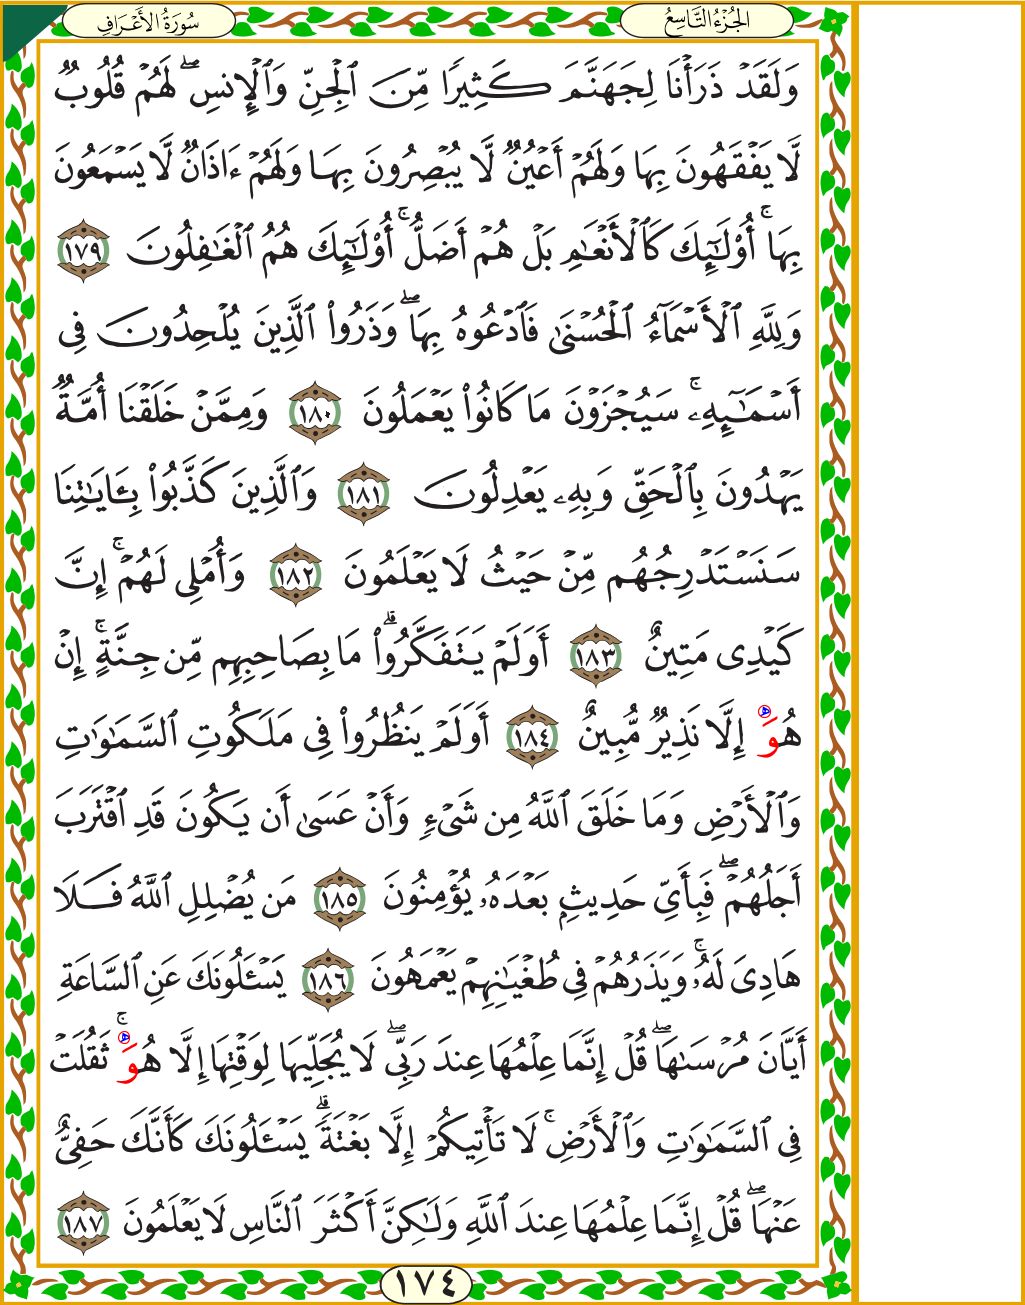 الجُزْءُ التَّاسِعُ
سُورَةُ الأَعْرَافِ
وَلَقَدْ ذَرَأْنَا لِجَهَنَّمَ كَثِيرًا مِّنَ ٱلْجِنِّ وَٱلْإِنسِ ۖ لَهُمْ قُلُوبٌ
لَّا يَفْقَهُونَ بِهَا وَلَهُمْ أَعْيُنٌ لَّا يُبْصِرُونَ بِهَا وَلَهُمْ ءَاذَانٌ لَّا يَسْمَعُونَ
بِهَا ۚ أُوْلَٰٓئِكَ كَٱلْأَنْعَٰمِ بَلْ هُمْ أَضَلُّ ۚ أُوْلَٰٓئِكَ هُمُ ٱلْغَٰفِلُونَ ١٧٩
وَلِلَّهِ ٱلْأَسْمَآءُ ٱلْحُسْنَىٰ فَٱدْعُوهُ بِهَا ۖ وَذَرُواْ ٱلَّذِينَ يُلْحِدُونَ فِى
أَسْمَٰٓئِهِۦ ۚ سَيُجْزَوْنَ مَا كَانُواْ يَعْمَلُونَ ١٨٠ وَمِمَّنْ خَلَقْنَا أُمَّةٌ
يَهْدُونَ بِٱلْحَقِّ وَبِهِۦ يَعْدِلُونَ ١٨١ وَٱلَّذِينَ كَذَّبُواْ بِـَٔايَٰتِنَا
سَنَسْتَدْرِجُهُم مِّنْ حَيْثُ لَا يَعْلَمُونَ ١٨٢ وَأُمْلِى لَهُمْ ۚ إِنَّ
كَيْدِى مَتِينٌ ١٨٣ أَوَلَمْ يَتَفَكَّرُواْ ۗ مَا بِصَاحِبِهِم مِّن جِنَّةٍ ۚ إِنْ
هُوَ إِلَّا نَذِيرٌ مُّبِينٌ ١٨٤ أَوَلَمْ يَنظُرُواْ فِى مَلَكُوتِ ٱلسَّمَٰوَٰتِ
وَٱلْأَرْضِ وَمَا خَلَقَ ٱللَّهُ مِن شَىْءٍ وَأَنْ عَسَىٰ أَن يَكُونَ قَدِ ٱقْتَرَبَ
أَجَلُهُمْ ۖ فَبِأَىِّ حَدِيثٍ بَعْدَهُۥ يُؤْمِنُونَ ١٨٥ مَن يُضْلِلِ ٱللَّهُ فَلَا
هَادِىَ لَهُۥ ۚ وَيَذَرُهُمْ فِى طُغْيَٰنِهِمْ يَعْمَهُونَ ١٨٦ يَسْـَٔلُونَكَ عَنِ ٱلسَّاعَةِ
أَيَّانَ مُرْسَىٰهَا ۖ قُلْ إِنَّمَا عِلْمُهَا عِندَ رَبِّى ۖ لَا يُجَلِّيهَا لِوَقْتِهَا إِلَّا هُوَ ۚ ثَقُلَتْ
فِى ٱلسَّمَٰوَٰتِ وَٱلْأَرْضِ ۚ لَا تَأْتِيكُمْ إِلَّا بَغْتَةً ۗ يَسْـَٔلُونَكَ كَأَنَّكَ حَفِىٌّ
عَنْهَا ۖ قُلْ إِنَّمَا عِلْمُهَا عِندَ ٱللَّهِ وَلَٰكِنَّ أَكْثَرَ ٱلنَّاسِ لَا يَعْلَمُونَ ١٨٧
١٧٤